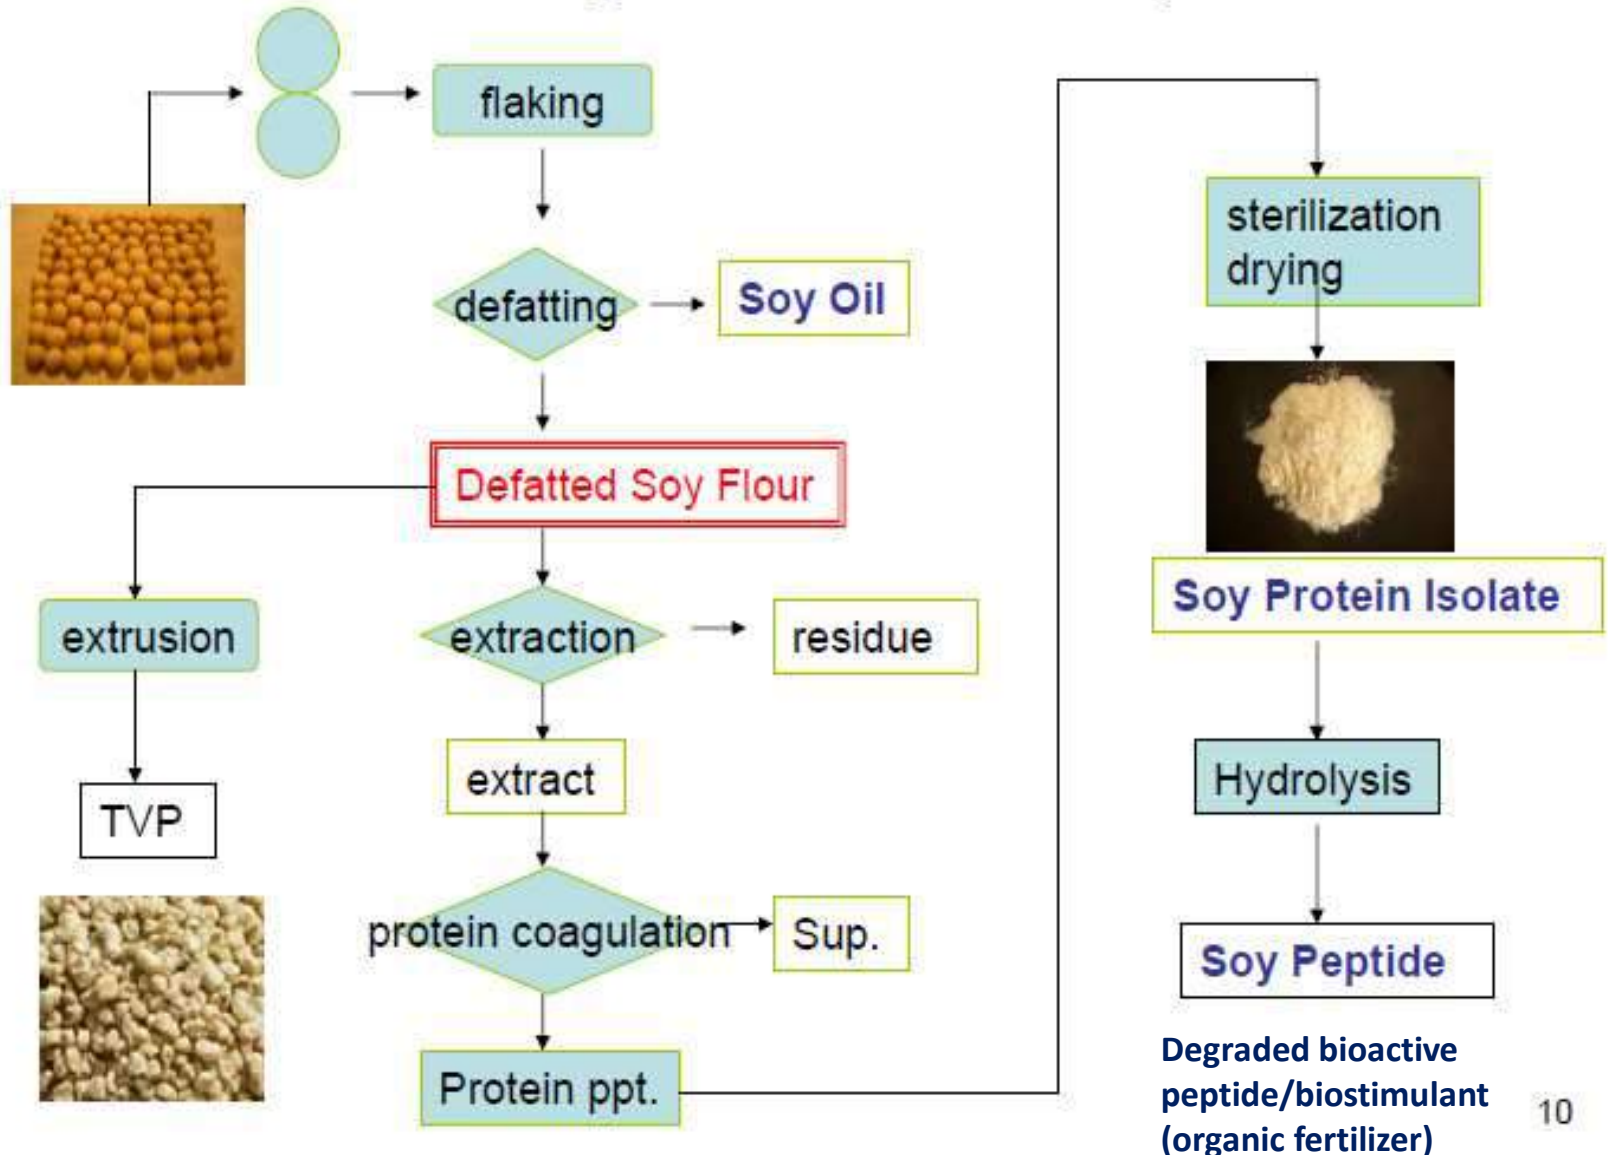 flaking
defatting
Soy Oil
Defatted Soy Flour
extrusion
extraction
residue
TVP
extract
protein coagulation
Sup.
Protein ppt.
sterilization
drying
Soy Protein Isolate
Hydrolysis
Soy Peptide
Degraded bioactive
peptide/biostimulant
(organic fertilizer)
10